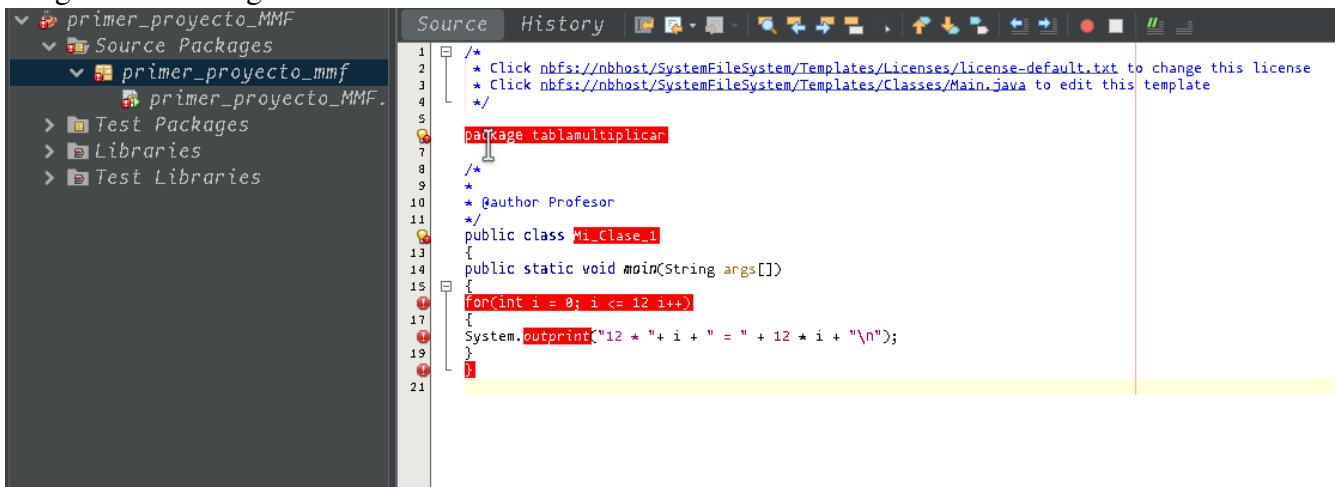 primer_proyecto_MMF
Source Packages
primer_proyecto_mmf
primer_proyecto_MMF.
Test Packages
Libraries
Test Libraries
Source History
1 /*
2 * Click nbfs://nbhost/SystemFileSystem/Templates/Licenses/license-default.txt to change this license
3 * Click nbfs://nbhost/SystemFileSystem/Templates/Classes/Main.java to edit this template
4 */
5
package tablamultiplicar
7
8 /*
9 *
10 * @author Profesor
11 */
public class Mi_Clase_1
13 {
14 public static void main(String args[])
15 {
for(int i = 0; i <= 12 i++)
17 {
System.outprint("12 * "+ i + " = " + 12 * i + "\n");
19 }
}
21